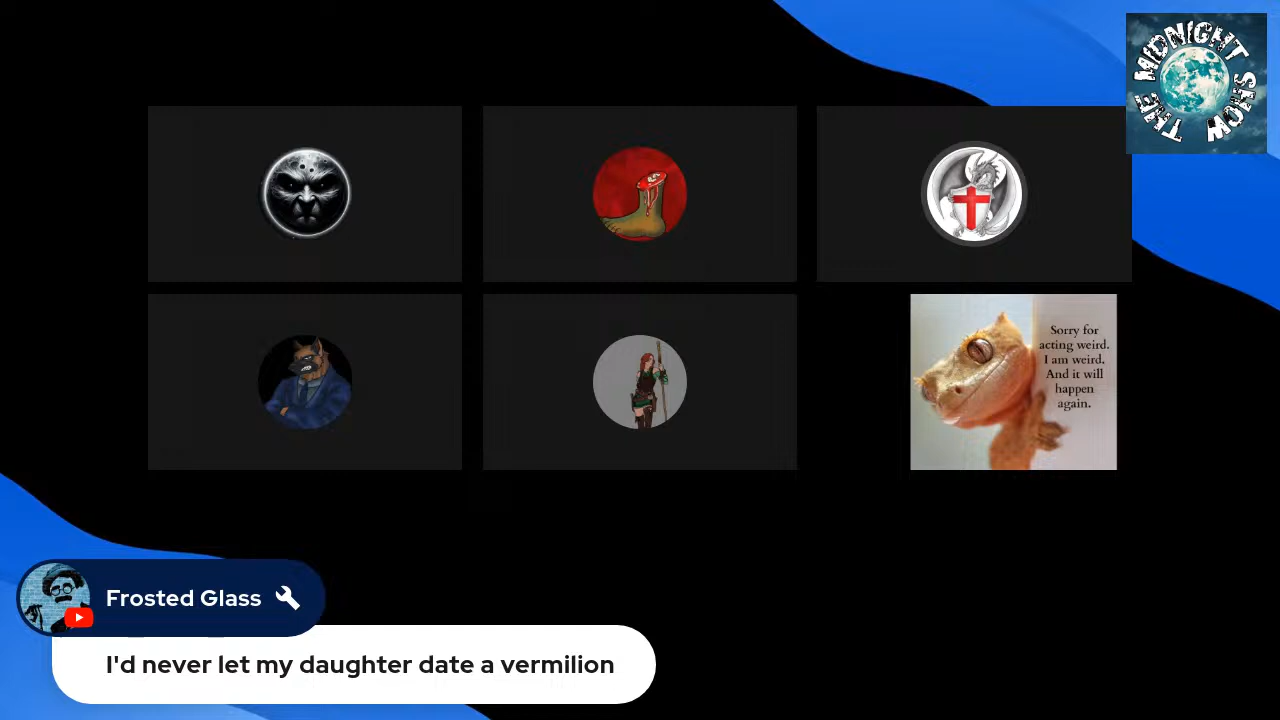 THE MIDNIGHT SHOW
Sorry for
acting weird.
I am weird.
And it will
happen
again.
Frosted Glass
I'd never let my daughter date a vermilion